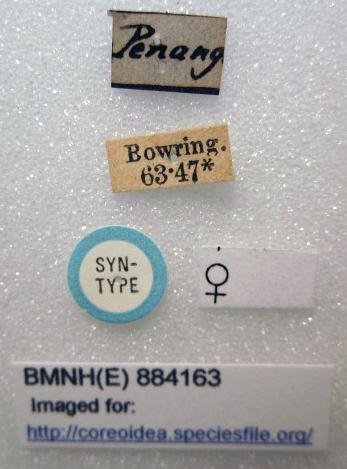 Penang
Bowring.
63·47*
SYN-
TYPE
♀
BMNH(E) 884163
Imaged for:
http://coreoidea.speciesfile.org/